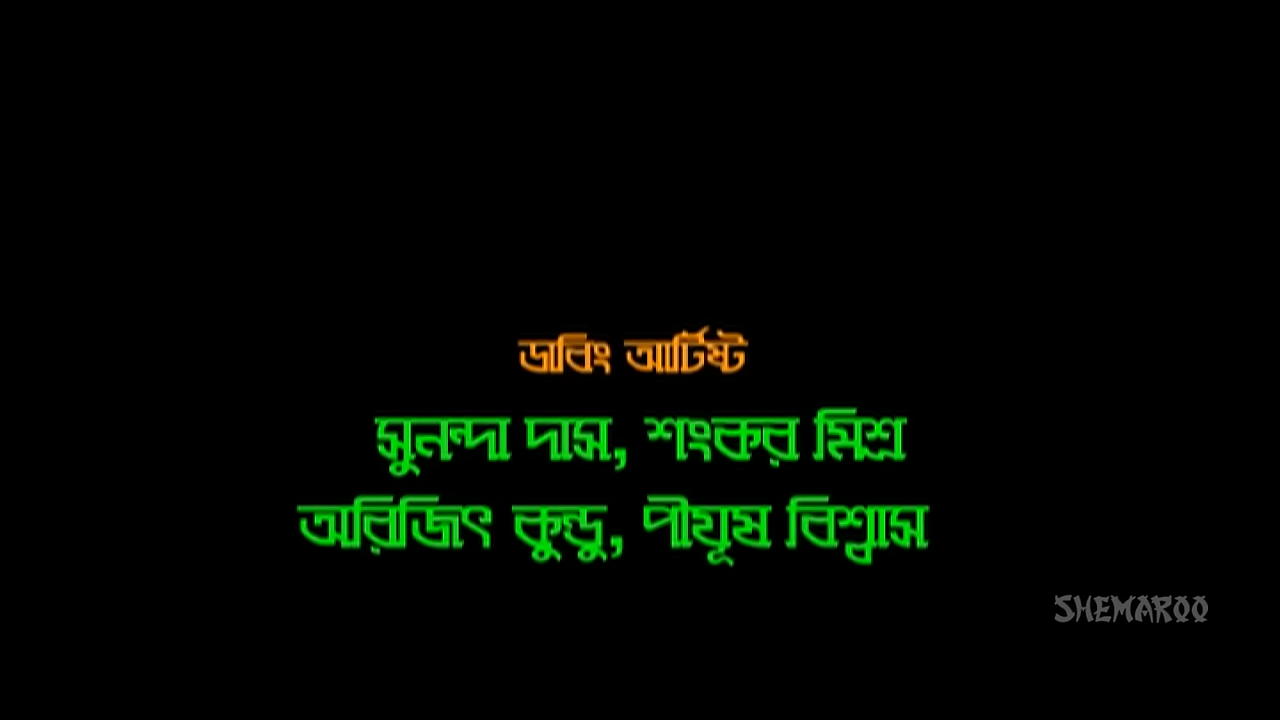 ডাবিং আর্টিষ্ট
সুনন্দা দাস, শংকর মিশ্র
অরিজিৎ কুন্ডু, পীযূষ বিশ্বাস
SHEMAROO